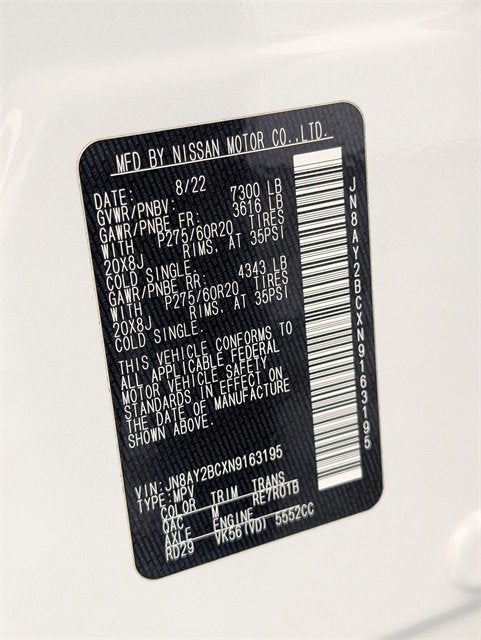 MFD BY NISSAN MOTOR CO.,LTD.
DATE: 8/22
GVWR/PNBV: 7300 LB
GAWR/PNBE FR: 3616 LB
WITH P275/60R20 TIRES
20X8J RIMS, AT 35PSI
COLD SINGLE.
GAWR/PNBE RR: 4343 LB
WITH P275/60R20 TIRES
20X8J RIMS, AT 35PSI
COLD SINGLE.
THIS VEHICLE CONFORMS TO
ALL APPLICABLE FEDERAL
MOTOR VEHICLE SAFETY
STANDARDS IN EFFECT ON
THE DATE OF MANUFACTURE
SHOWN ABOVE.
VIN: JN8AY2BCXN9163195
TYPE: MPV
COLOR TRIM TRANS
QAC M RE7R01B
AXLE ENGINE
RD29 VK56(VD) 5552CC
JN8AY2BCXN9163195